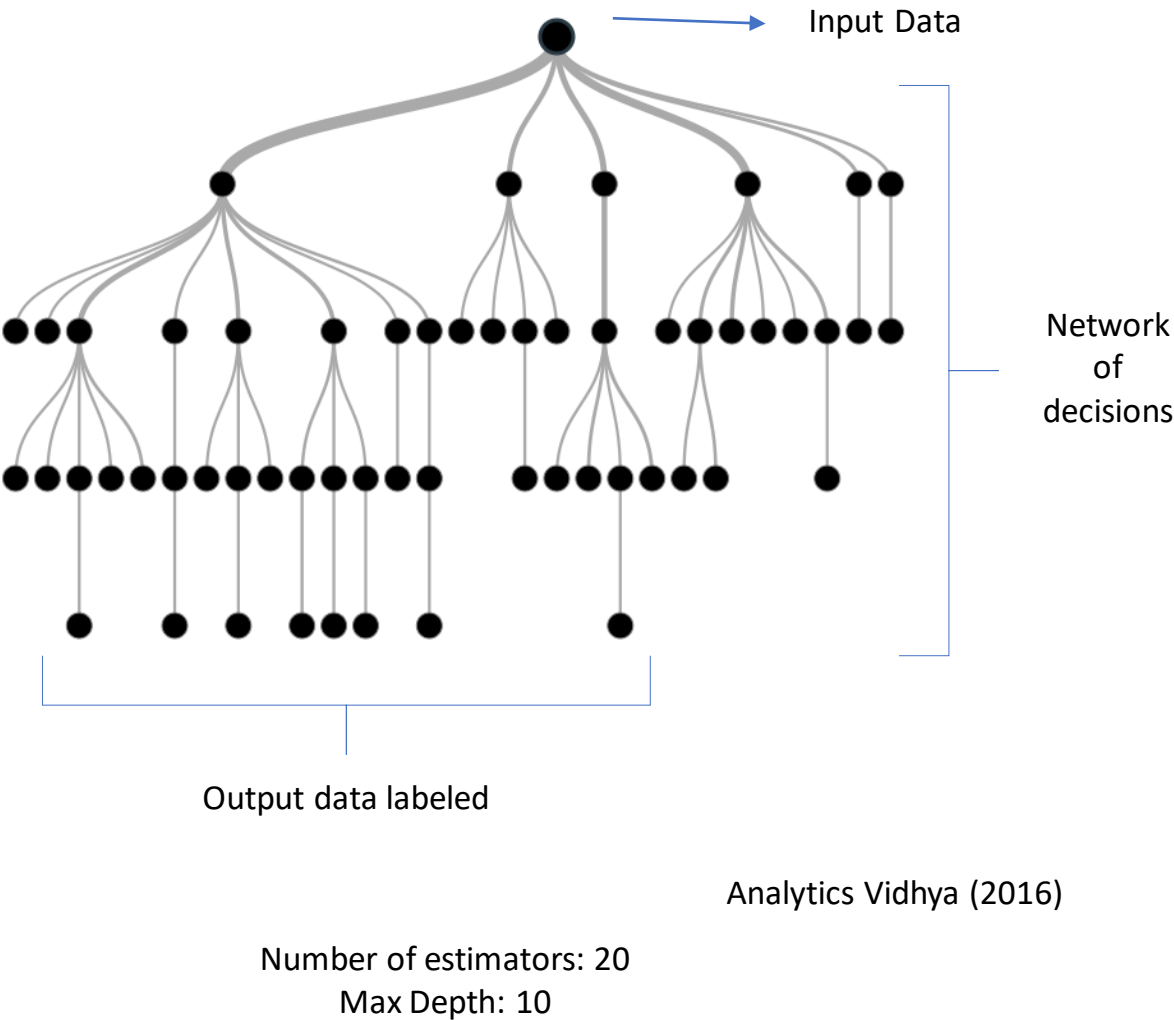 Input Data
Network
of
decisions
Output data labeled
Analytics Vidhya (2016)
Number of estimators: 20
Max Depth: 10